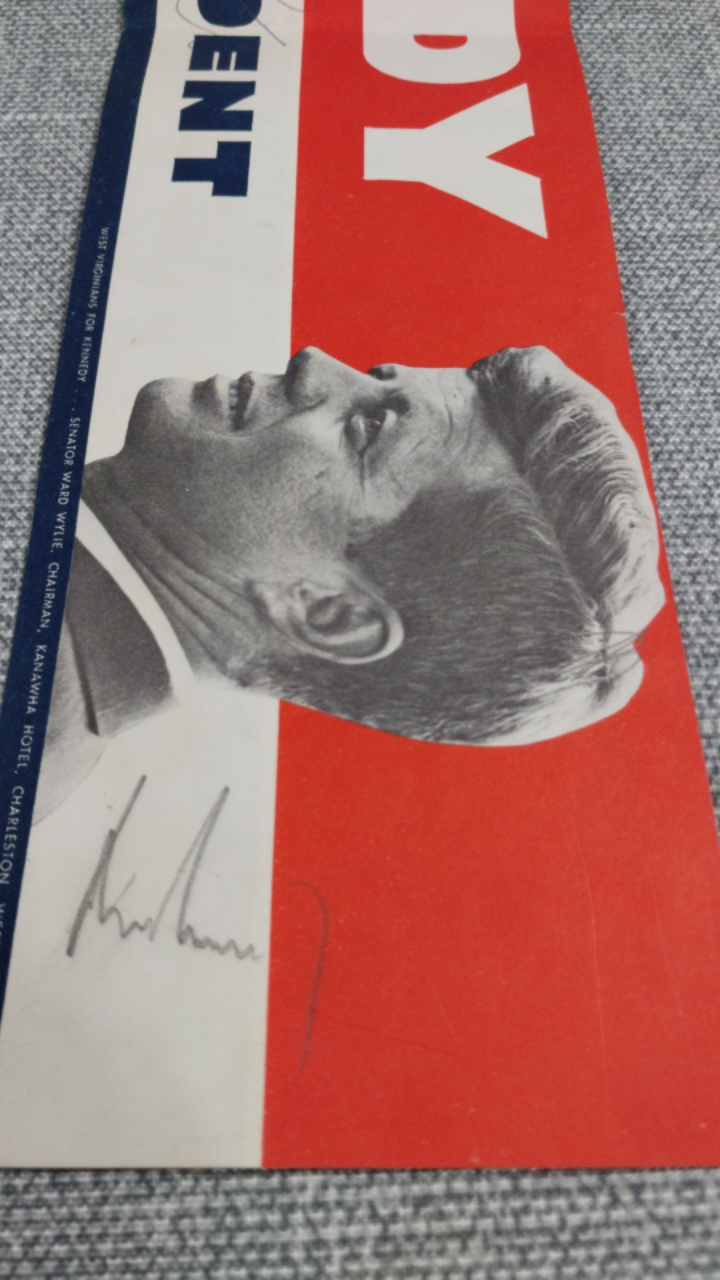 DY
DENT
WEST VIRGINIANS FOR KENNEDY . . . SENATOR WARD WYLIE, CHAIRMAN, KANAWHA HOTEL, CHARLESTON